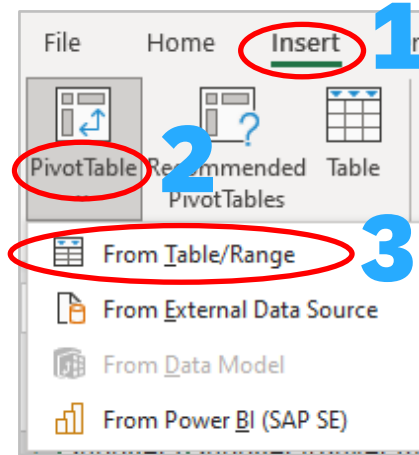 File Home Insert 1
PivotTable 2 Recommended Table
PivotTables
From Table/Range 3
From External Data Source
From Data Model
From Power BI (SAP SE)